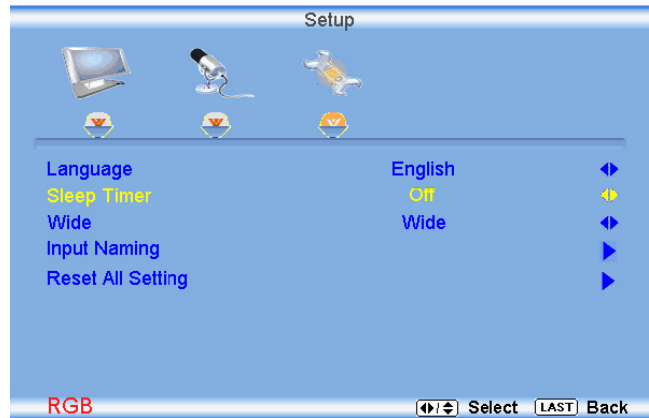 Setup
Language English
Sleep Timer Off
Wide Wide
Input Naming
Reset All Setting
RGB Select LAST Back